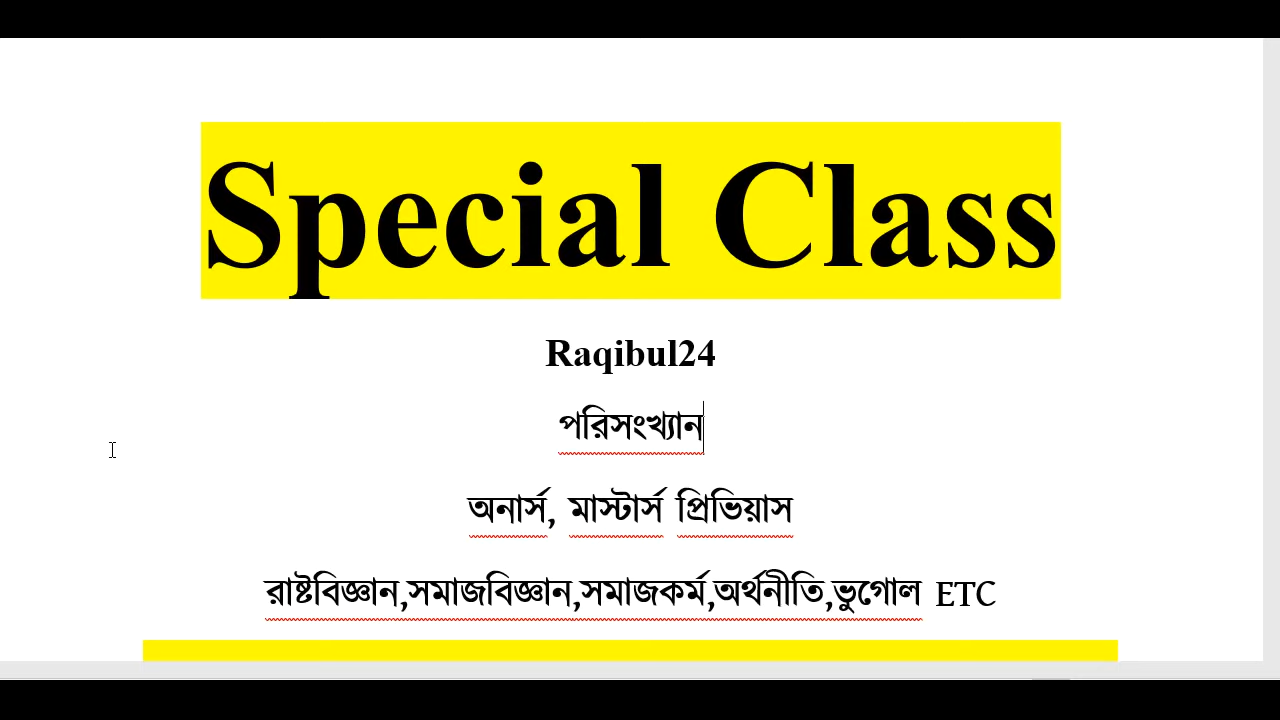 Special Class
Raqibul24
পরিসংখ্যান
অনার্স, মাস্টার্স প্রিভিয়াস
রাষ্টবিজ্ঞান,সমাজবিজ্ঞান,সমাজকর্ম,অর্থনীতি,ভুগোল ETC